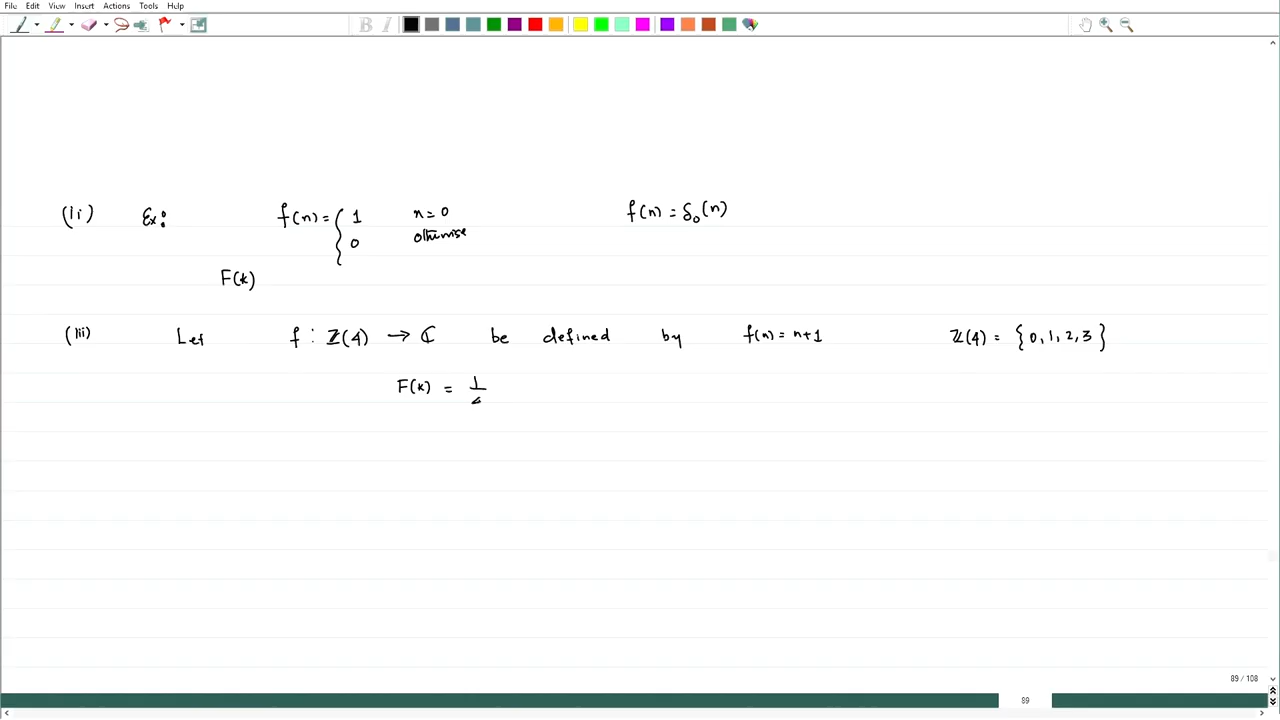 File Edit View Insert Actions Tools Help
B I
(ii) Ex: f(n) = { 1 n = 0 f(n) = δ₀(n)
0 otherwise
F(k)
(iii) Let f : ℤ(4) → ℂ be defined by f(n) = n+1 ℤ(4) = {0, 1, 2, 3}
F(k) = 1/4
89 / 108
89